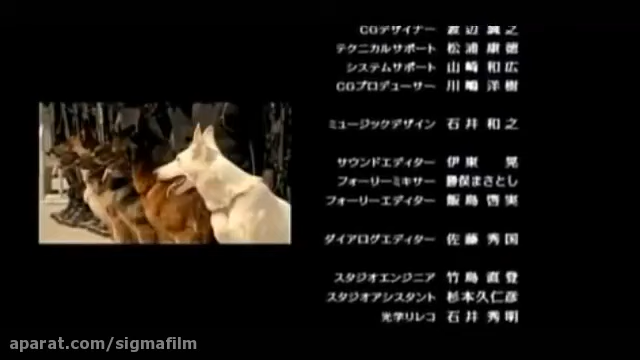 CGデザイナー 渡辺誠之
テクニカルサポート 松浦康徳
システムサポート 山崎和広
CGプロデューサー 川嶋洋樹
ミュージックデザイン 石井和之
サウンドエディター 伊東晃
フォーリーミキサー 勝俣まさとし
フォーリーエディター 飯島啓実
ダイアログエディター 佐藤秀国
スタジオエンジニア 竹島直登
スタジオアシスタント 杉本久仁彦
光学リレコ 石井秀明
aparat.com/sigmafilm